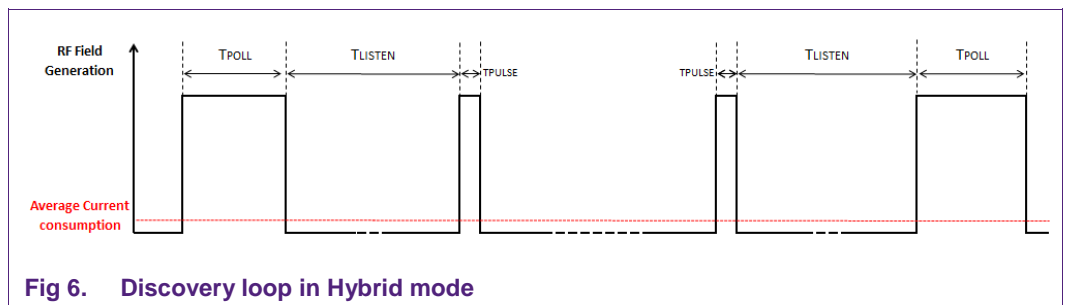 RF Field
Generation
TPOLL
TLISTEN
TPULSE
TPULSE
TLISTEN
TPOLL
Average Current
consumption
Fig 6. Discovery loop in Hybrid mode